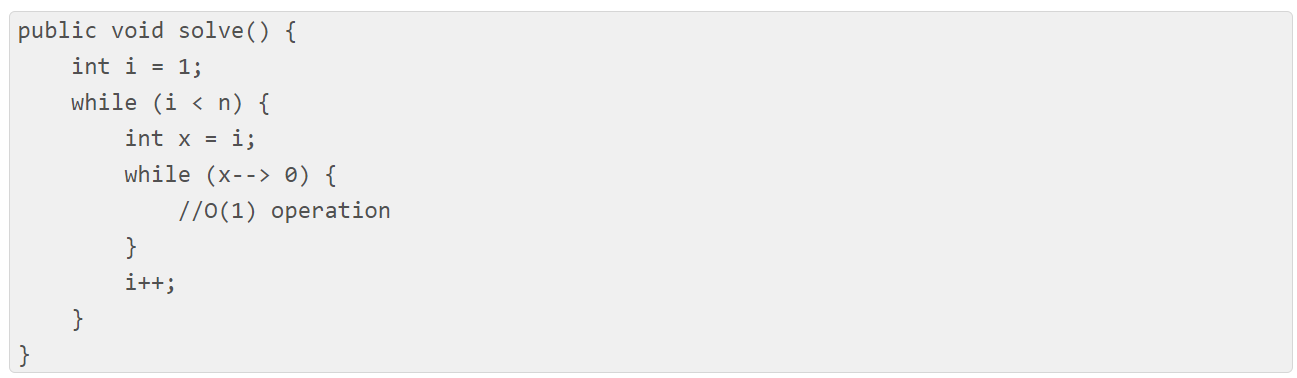 public void solve() {
    int i = 1;
    while (i < n) {
        int x = i;
        while (x--> 0) {
            //O(1) operation
        }
        i++;
    }
}